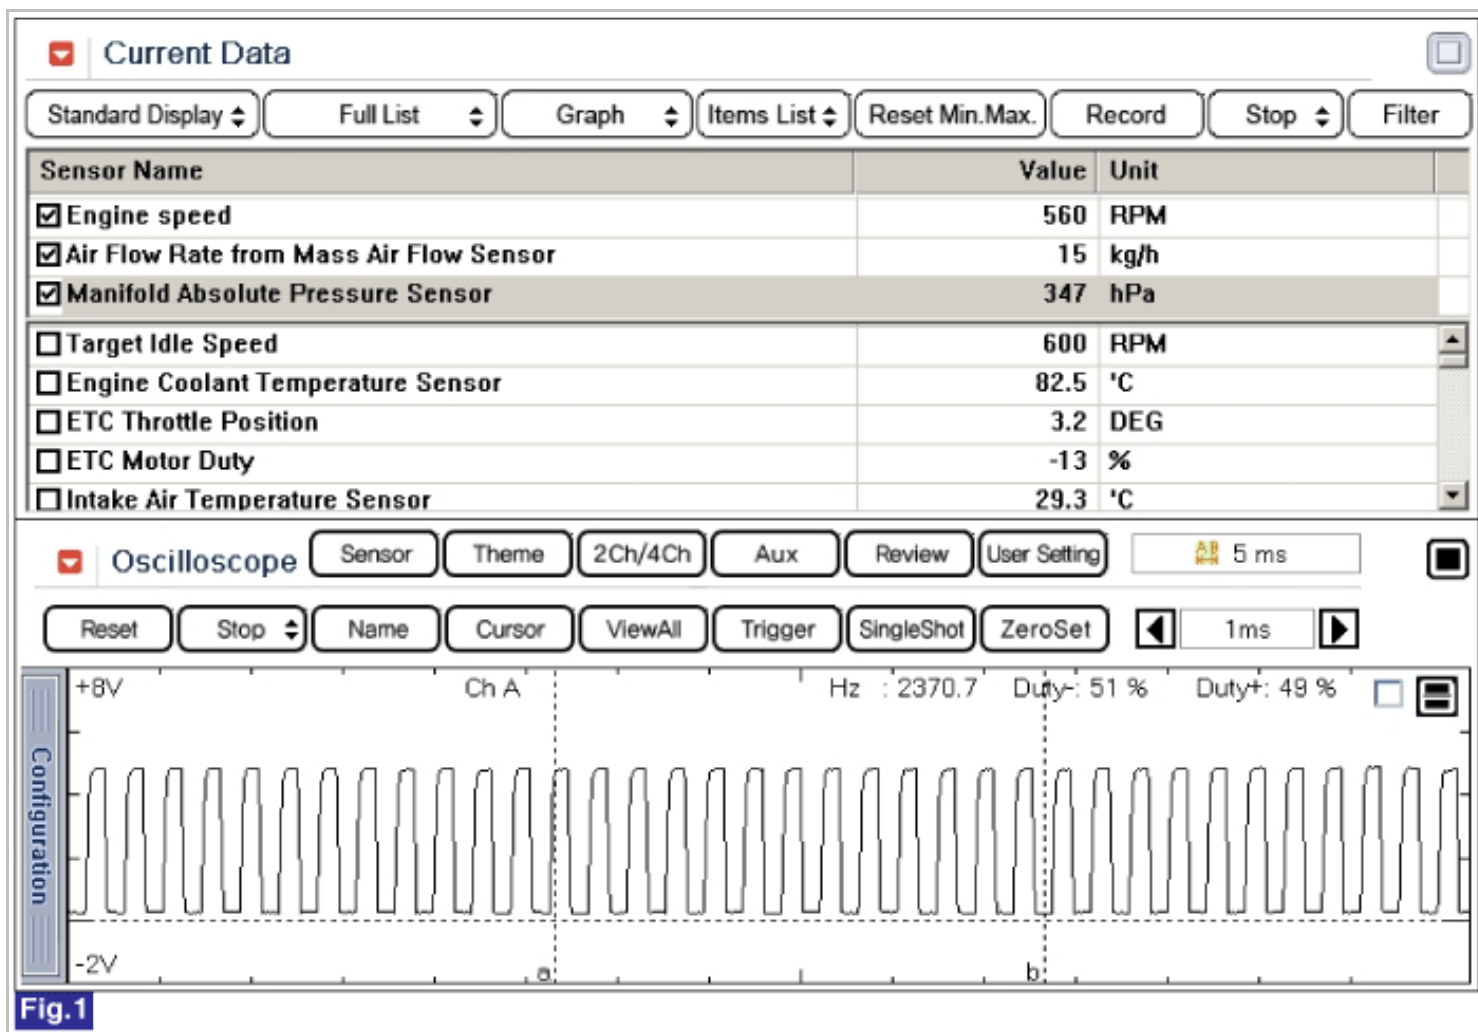 Current Data
Standard Display Full List Graph Items List Reset Min.Max. Record Stop Filter
Sensor Name Value Unit
Engine speed 560 RPM
Air Flow Rate from Mass Air Flow Sensor 15 kg/h
Manifold Absolute Pressure Sensor 347 hPa
Target Idle Speed 600 RPM
Engine Coolant Temperature Sensor 82.5 'C
ETC Throttle Position 3.2 DEG
ETC Motor Duty -13 %
Intake Air Temperature Sensor 29.3 'C
Oscilloscope Sensor Theme 2Ch/4Ch Aux Review User Setting AB 5 ms
Reset Stop Name Cursor ViewAll Trigger SingleShot ZeroSet 1ms
+8V Ch A Hz : 2370.7 Duty-: 51 % Duty+: 49 %
Configuration
-2V a b
Fig.1